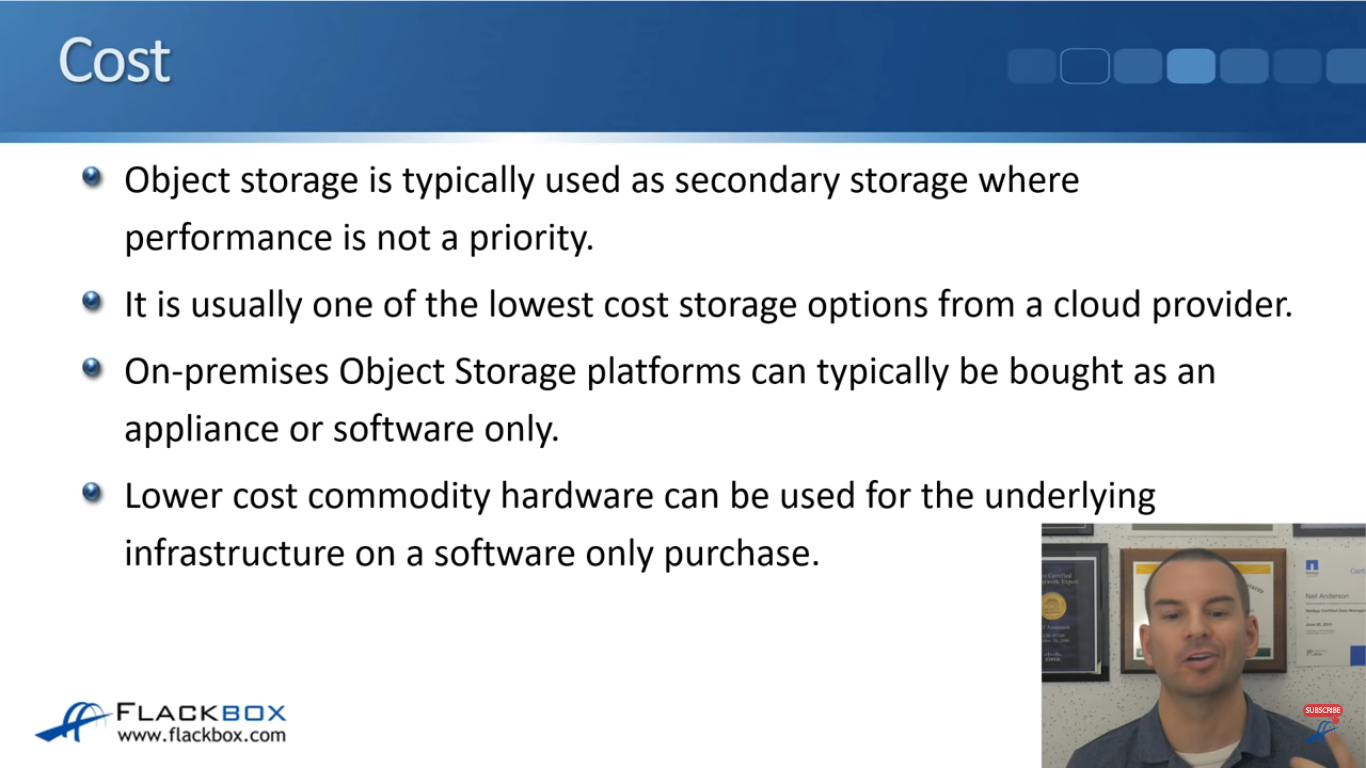 Cost
Object storage is typically used as secondary storage where
performance is not a priority.
It is usually one of the lowest cost storage options from a cloud provider.
On-premises Object Storage platforms can typically be bought as an
appliance or software only.
Lower cost commodity hardware can be used for the underlying
infrastructure on a software only purchase.
FLACKBOX
www.flackbox.com
Neil Anderson
SUBSCRIBE